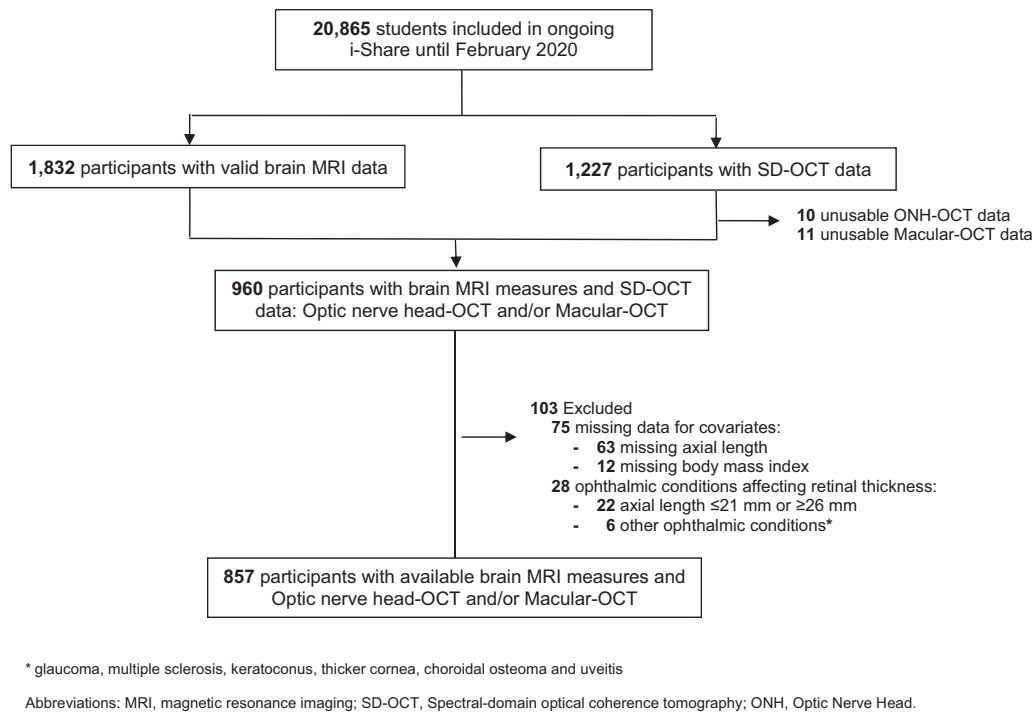 20,865 students included in ongoing
i-Share until February 2020
1,832 participants with valid brain MRI data
1,227 participants with SD-OCT data
10 unusable ONH-OCT data
11 unusable Macular-OCT data
960 participants with brain MRI measures and SD-OCT
data: Optic nerve head-OCT and/or Macular-OCT
103 Excluded
75 missing data for covariates:
- 63 missing axial length
- 12 missing body mass index
28 ophthalmic conditions affecting retinal thickness:
- 22 axial length ≤21 mm or ≥26 mm
- 6 other ophthalmic conditions*
857 participants with available brain MRI measures and
Optic nerve head-OCT and/or Macular-OCT
* glaucoma, multiple sclerosis, keratoconus, thicker cornea, choroidal osteoma and uveitis
Abbreviations: MRI, magnetic resonance imaging; SD-OCT, Spectral-domain optical coherence tomography; ONH, Optic Nerve Head.